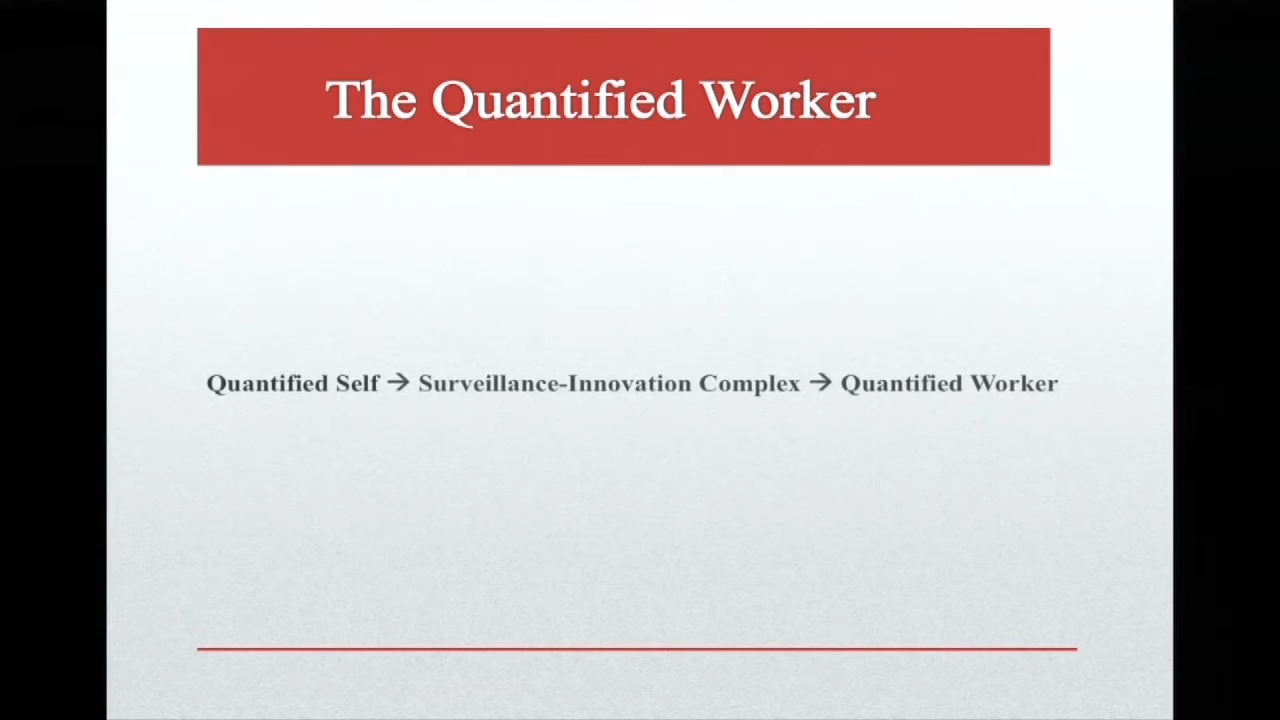 The Quantified Worker
Quantified Self → Surveillance-Innovation Complex → Quantified Worker